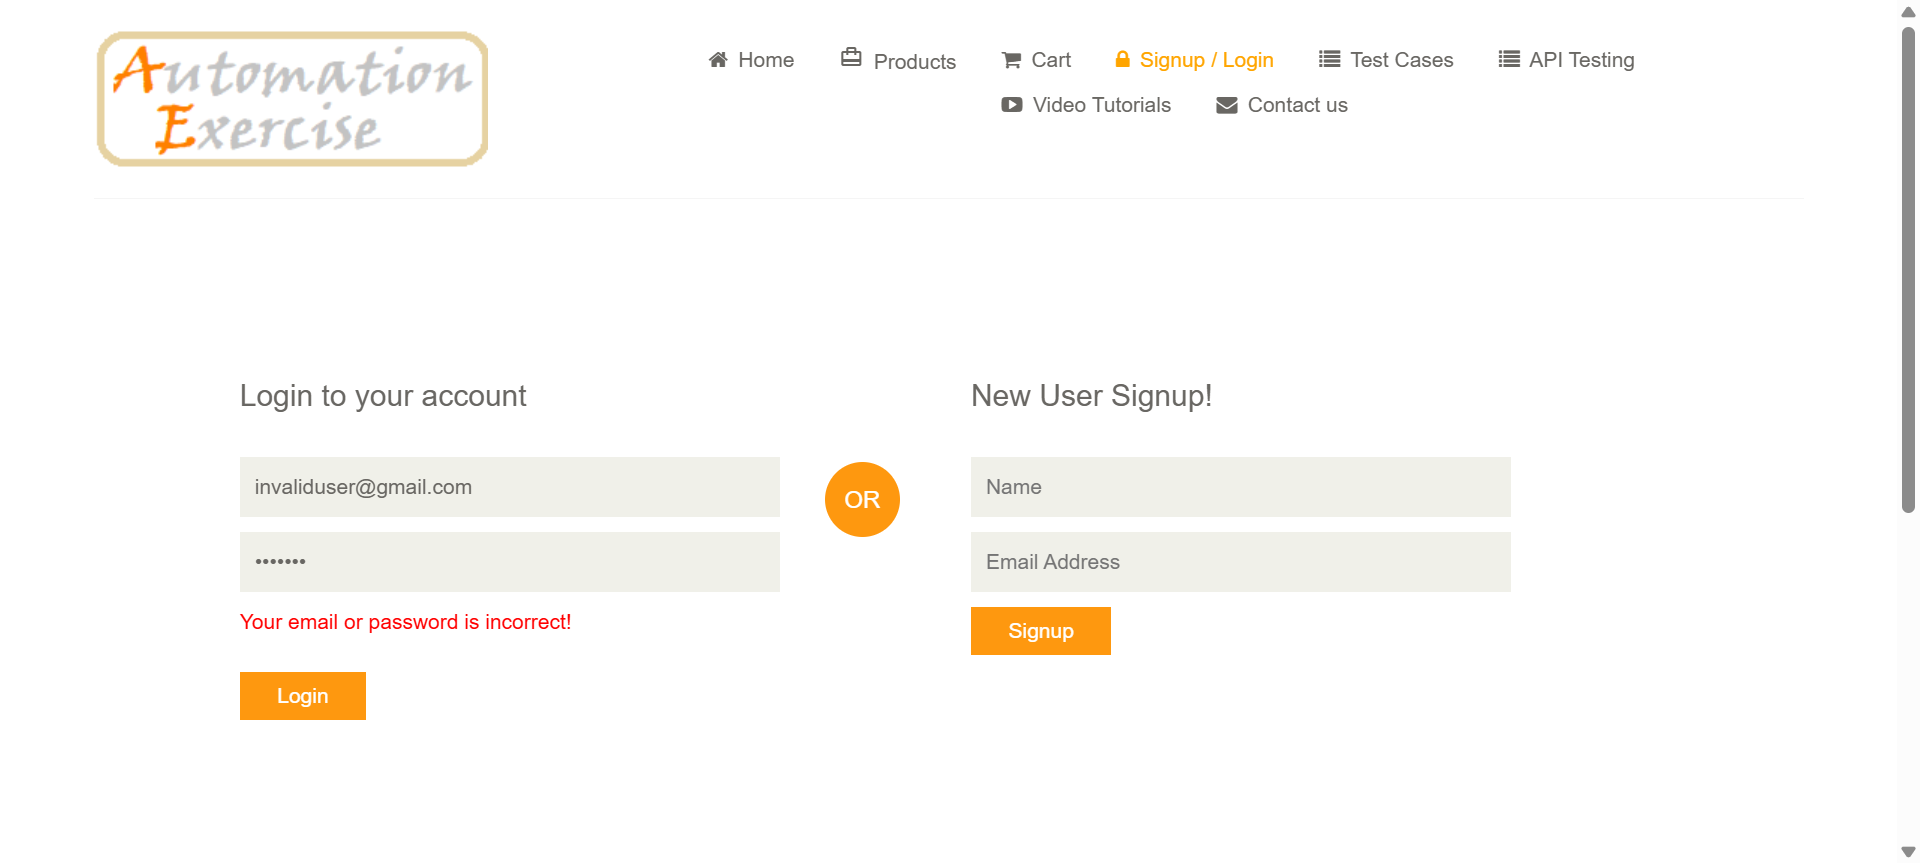 Automation
Exercise
Home
Products
Cart
Signup / Login
Test Cases
API Testing
Video Tutorials
Contact us
Login to your account
invaliduser@gmail.com
•••••••
Your email or password is incorrect!
Login
OR
New User Signup!
Name
Email Address
Signup